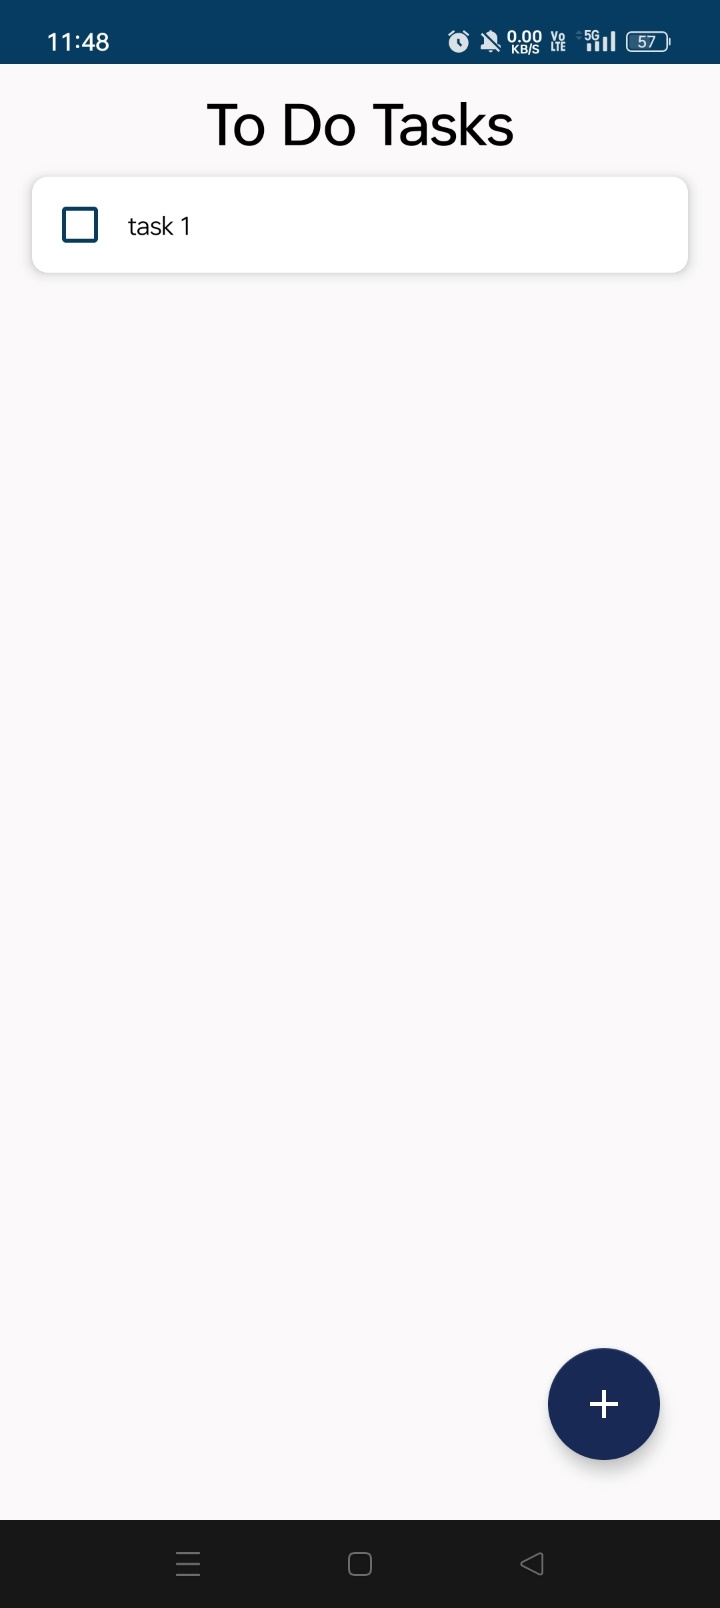 11:48 0.00 KB/S Vo LTE 5G 57
To Do Tasks
task 1